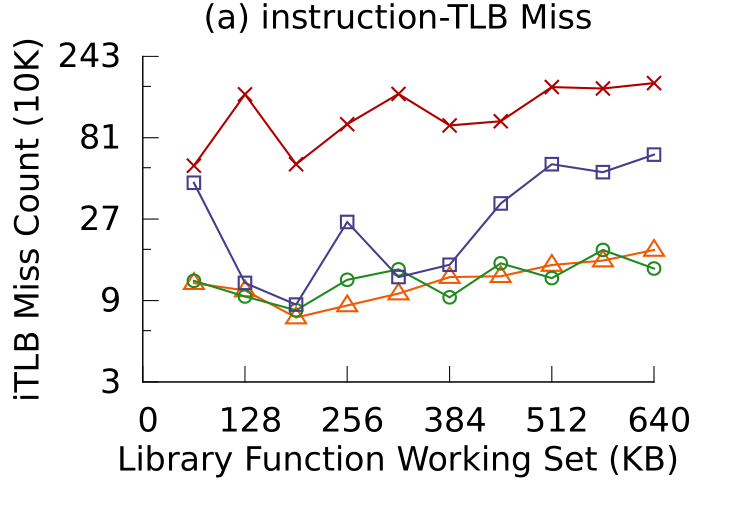 (a) instruction-TLB Miss
243
81
27
9
3
iTLB Miss Count (10K)
0 128 256 384 512 640
Library Function Working Set (KB)